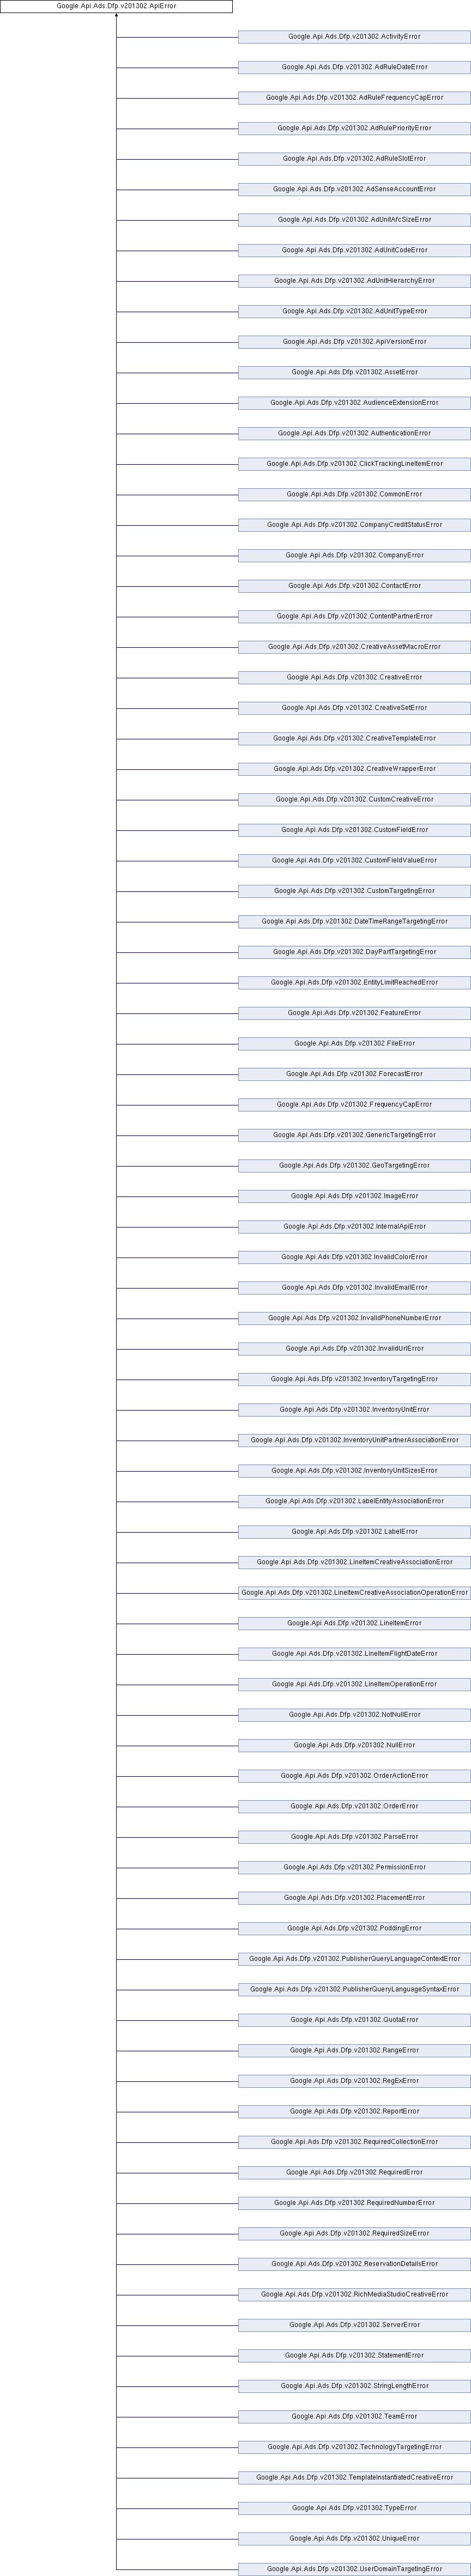 Google.Api.Ads.Dfp.v201302.ApiError
Google.Api.Ads.Dfp.v201302.ActivityError
Google.Api.Ads.Dfp.v201302.AdRuleDateError
Google.Api.Ads.Dfp.v201302.AdRuleFrequencyCapError
Google.Api.Ads.Dfp.v201302.AdRulePriorityError
Google.Api.Ads.Dfp.v201302.AdRuleSlotError
Google.Api.Ads.Dfp.v201302.AdSenseAccountError
Google.Api.Ads.Dfp.v201302.AdUnitAfcSizeError
Google.Api.Ads.Dfp.v201302.AdUnitCodeError
Google.Api.Ads.Dfp.v201302.AdUnitHierarchyError
Google.Api.Ads.Dfp.v201302.AdUnitTypeError
Google.Api.Ads.Dfp.v201302.ApiVersionError
Google.Api.Ads.Dfp.v201302.AssetError
Google.Api.Ads.Dfp.v201302.AudienceExtensionError
Google.Api.Ads.Dfp.v201302.AuthenticationError
Google.Api.Ads.Dfp.v201302.ClickTrackingLineItemError
Google.Api.Ads.Dfp.v201302.CommonError
Google.Api.Ads.Dfp.v201302.CompanyCreditStatusError
Google.Api.Ads.Dfp.v201302.CompanyError
Google.Api.Ads.Dfp.v201302.ContactError
Google.Api.Ads.Dfp.v201302.ContentPartnerError
Google.Api.Ads.Dfp.v201302.CreativeAssetMacroError
Google.Api.Ads.Dfp.v201302.CreativeError
Google.Api.Ads.Dfp.v201302.CreativeSetError
Google.Api.Ads.Dfp.v201302.CreativeTemplateError
Google.Api.Ads.Dfp.v201302.CreativeWrapperError
Google.Api.Ads.Dfp.v201302.CustomCreativeError
Google.Api.Ads.Dfp.v201302.CustomFieldError
Google.Api.Ads.Dfp.v201302.CustomFieldValueError
Google.Api.Ads.Dfp.v201302.CustomTargetingError
Google.Api.Ads.Dfp.v201302.DateTimeRangeTargetingError
Google.Api.Ads.Dfp.v201302.DayPartTargetingError
Google.Api.Ads.Dfp.v201302.EntityLimitReachedError
Google.Api.Ads.Dfp.v201302.FeatureError
Google.Api.Ads.Dfp.v201302.FileError
Google.Api.Ads.Dfp.v201302.ForecastError
Google.Api.Ads.Dfp.v201302.FrequencyCapError
Google.Api.Ads.Dfp.v201302.GenericTargetingError
Google.Api.Ads.Dfp.v201302.GeoTargetingError
Google.Api.Ads.Dfp.v201302.ImageError
Google.Api.Ads.Dfp.v201302.InternalApiError
Google.Api.Ads.Dfp.v201302.InvalidColorError
Google.Api.Ads.Dfp.v201302.InvalidEmailError
Google.Api.Ads.Dfp.v201302.InvalidPhoneNumberError
Google.Api.Ads.Dfp.v201302.InvalidUrlError
Google.Api.Ads.Dfp.v201302.InventoryTargetingError
Google.Api.Ads.Dfp.v201302.InventoryUnitError
Google.Api.Ads.Dfp.v201302.InventoryUnitPartnerAssociationError
Google.Api.Ads.Dfp.v201302.InventoryUnitSizesError
Google.Api.Ads.Dfp.v201302.LabelEntityAssociationError
Google.Api.Ads.Dfp.v201302.LabelError
Google.Api.Ads.Dfp.v201302.LineItemCreativeAssociationError
Google.Api.Ads.Dfp.v201302.LineItemCreativeAssociationOperationError
Google.Api.Ads.Dfp.v201302.LineItemError
Google.Api.Ads.Dfp.v201302.LineItemFlightDateError
Google.Api.Ads.Dfp.v201302.LineItemOperationError
Google.Api.Ads.Dfp.v201302.NotNullError
Google.Api.Ads.Dfp.v201302.NullError
Google.Api.Ads.Dfp.v201302.OrderActionError
Google.Api.Ads.Dfp.v201302.OrderError
Google.Api.Ads.Dfp.v201302.ParseError
Google.Api.Ads.Dfp.v201302.PermissionError
Google.Api.Ads.Dfp.v201302.PlacementError
Google.Api.Ads.Dfp.v201302.PoddingError
Google.Api.Ads.Dfp.v201302.PublisherQueryLanguageContextError
Google.Api.Ads.Dfp.v201302.PublisherQueryLanguageSyntaxError
Google.Api.Ads.Dfp.v201302.QuotaError
Google.Api.Ads.Dfp.v201302.RangeError
Google.Api.Ads.Dfp.v201302.RegExError
Google.Api.Ads.Dfp.v201302.ReportError
Google.Api.Ads.Dfp.v201302.RequiredCollectionError
Google.Api.Ads.Dfp.v201302.RequiredError
Google.Api.Ads.Dfp.v201302.RequiredNumberError
Google.Api.Ads.Dfp.v201302.RequiredSizeError
Google.Api.Ads.Dfp.v201302.ReservationDetailsError
Google.Api.Ads.Dfp.v201302.RichMediaStudioCreativeError
Google.Api.Ads.Dfp.v201302.ServerError
Google.Api.Ads.Dfp.v201302.StatementError
Google.Api.Ads.Dfp.v201302.StringLengthError
Google.Api.Ads.Dfp.v201302.TeamError
Google.Api.Ads.Dfp.v201302.TechnologyTargetingError
Google.Api.Ads.Dfp.v201302.TemplateInstantiatedCreativeError
Google.Api.Ads.Dfp.v201302.TypeError
Google.Api.Ads.Dfp.v201302.UniqueError
Google.Api.Ads.Dfp.v201302.UserDomainTargetingError